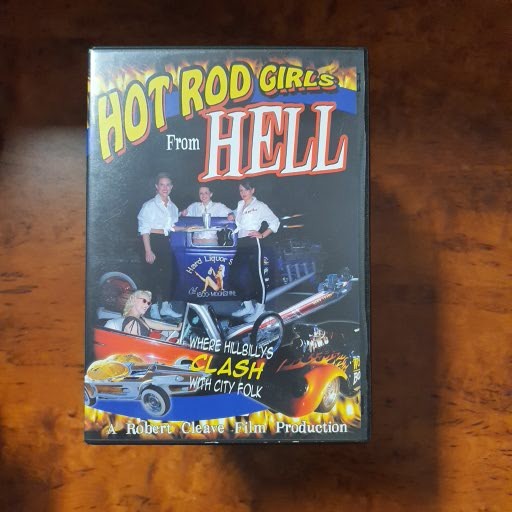 HOT ROD GIRLS
From HELL
Hard Liquor
WHERE HILLBILLYS
CLASH
WITH CITY FOLK
A Robert Cleave Film Production